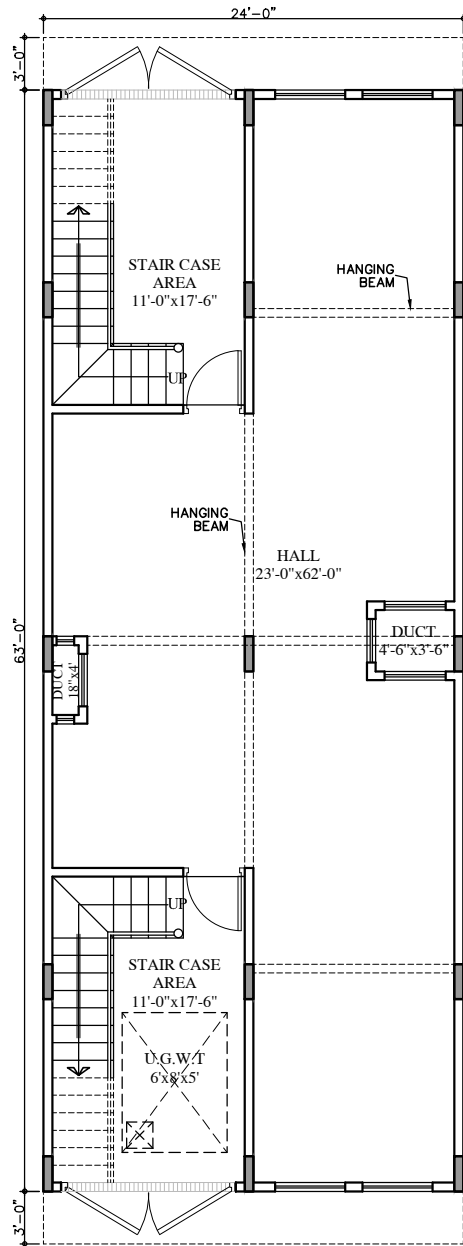 24'-0"
3'-0"
STAIR CASE
AREA
11'-0"x17'-6"
HANGING
BEAM
UP
HANGING
BEAM
HALL
23'-0"x62'-0"
63'-0"
DUCT
4'-6"x3'-6"
DUCT
18"x4'
UP
STAIR CASE
AREA
11'-0"x17'-6"
U.G.W.T
6'x8'x5'
3'-0"